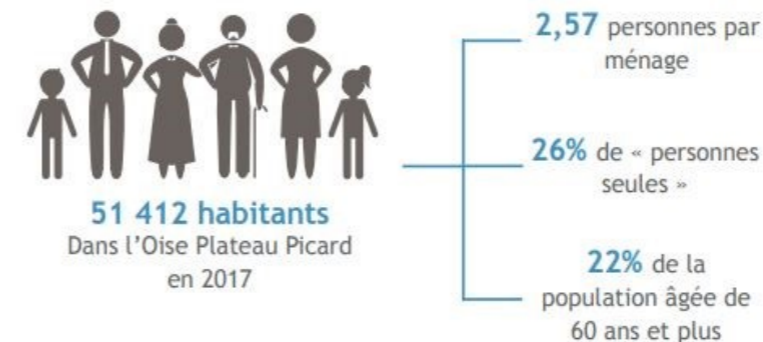 51 412 habitants
Dans l’Oise Plateau Picard
en 2017
2,57 personnes par
ménage
26% de « personnes
seules »
22% de la
population âgée de
60 ans et plus